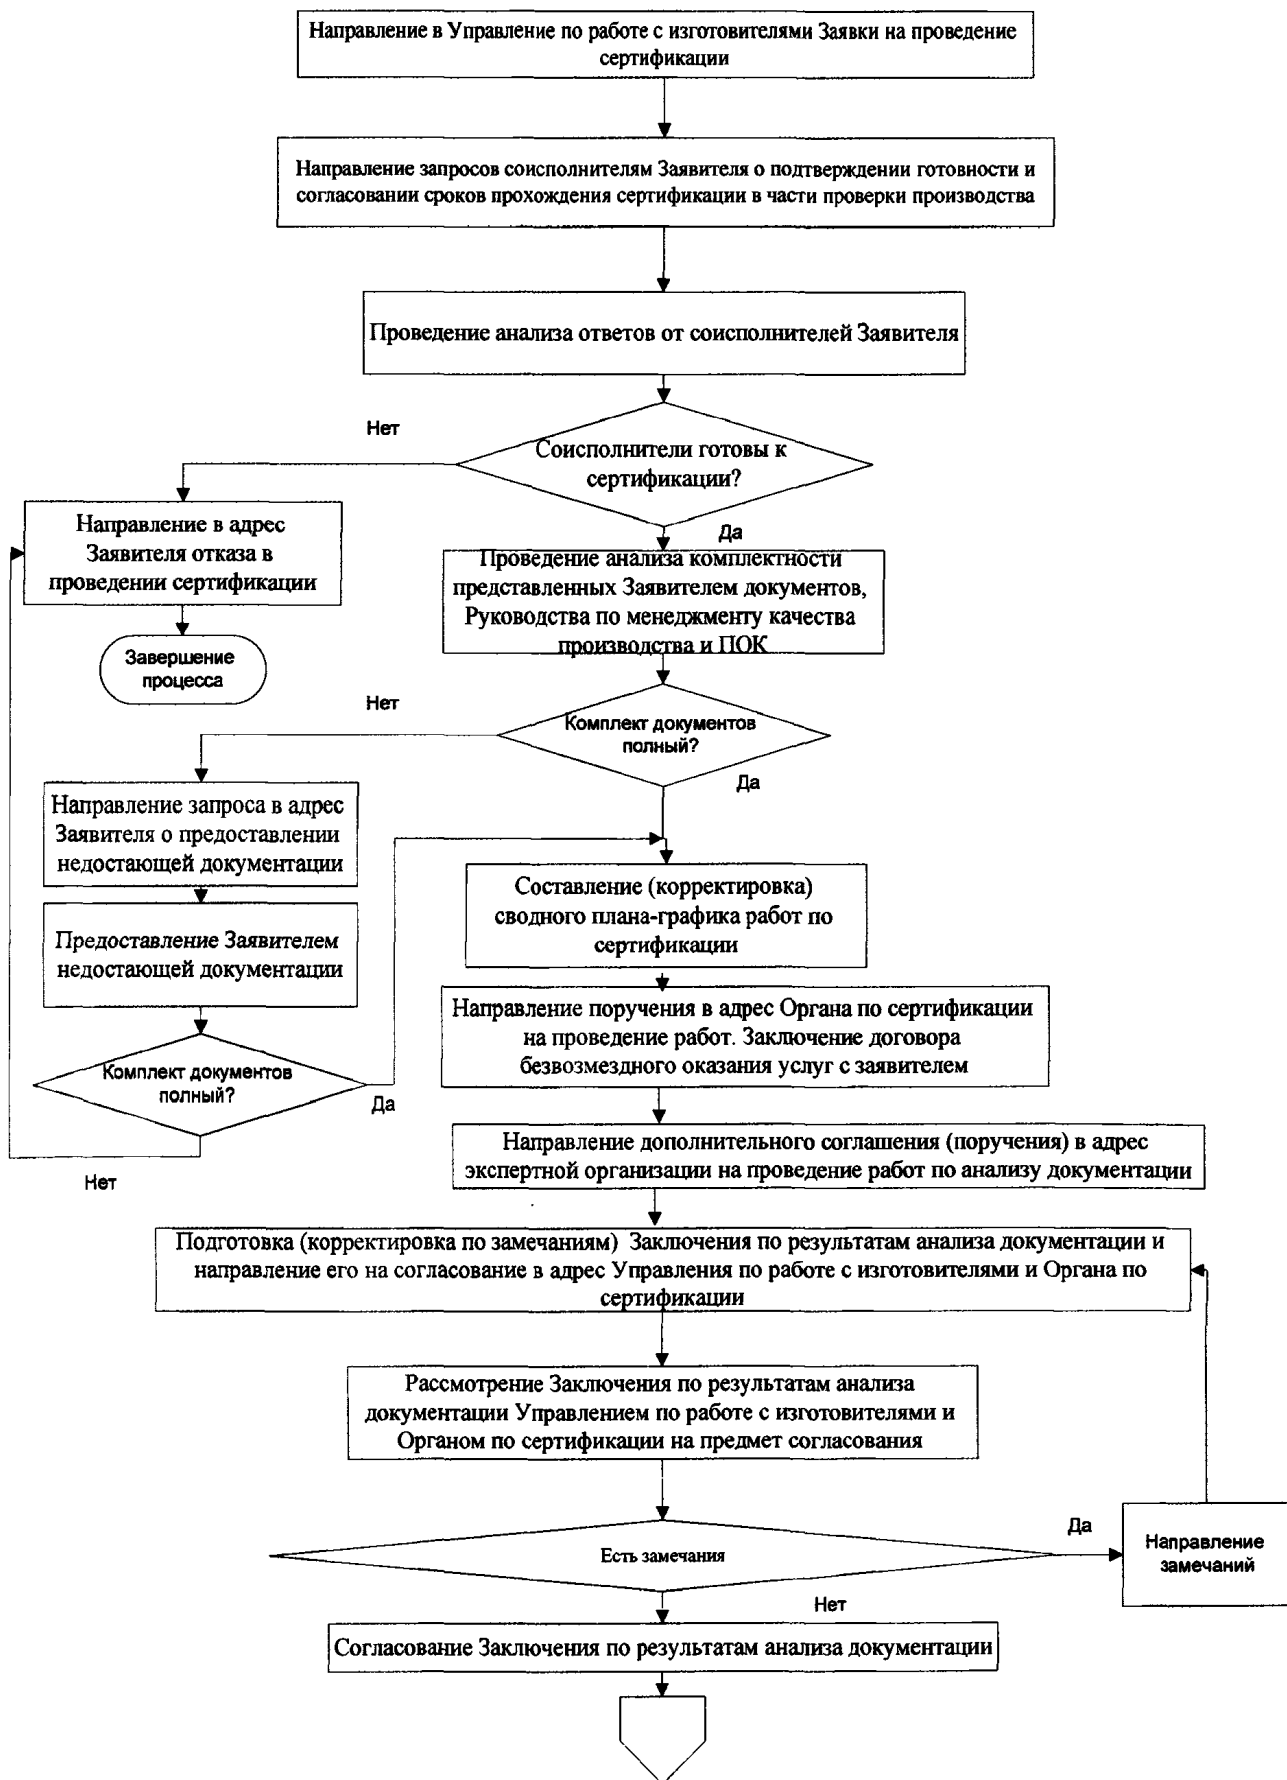 Направление в Управление по работе с изготовителями Заявки на проведение
сертификации
Направление запросов соисполнителям Заявителя о подтверждении готовности и
согласовании сроков прохождения сертификации в части проверки производства
Проведение анализа ответов от соисполнителей Заявителя
Нет
Соисполнители готовы к
сертификации?
Да
Направление в адрес
Заявителя отказа в
проведении сертификации
Завершение
процесса
Проведение анализа комплектности
представленных Заявителем документов,
Руководства по менеджменту качества
производства и ПОК
Нет
Комплект документов
полный?
Да
Направление запроса в адрес
Заявителя о предоставлении
недостающей документации
Предоставление Заявителем
недостающей документации
Комплект документов
полный?
Да
Нет
Составление (корректировка)
сводного плана-графика работ по
сертификации
Направление поручения в адрес Органа по сертификации
на проведение работ. Заключение договора
безвозмездного оказания услуг с заявителем
Направление дополнительного соглашения (поручения) в адрес
экспертной организации на проведение работ по анализу документации
Подготовка (корректировка по замечаниям) Заключения по результатам анализа документации и
направление его на согласование в адрес Управления по работе с изготовителями и Органа по
сертификации
Рассмотрение Заключения по результатам анализа
документации Управлением по работе с изготовителями и
Органом по сертификации на предмет согласования
Есть замечания
Да
Направление
замечаний
Нет
Согласование Заключения по результатам анализа документации